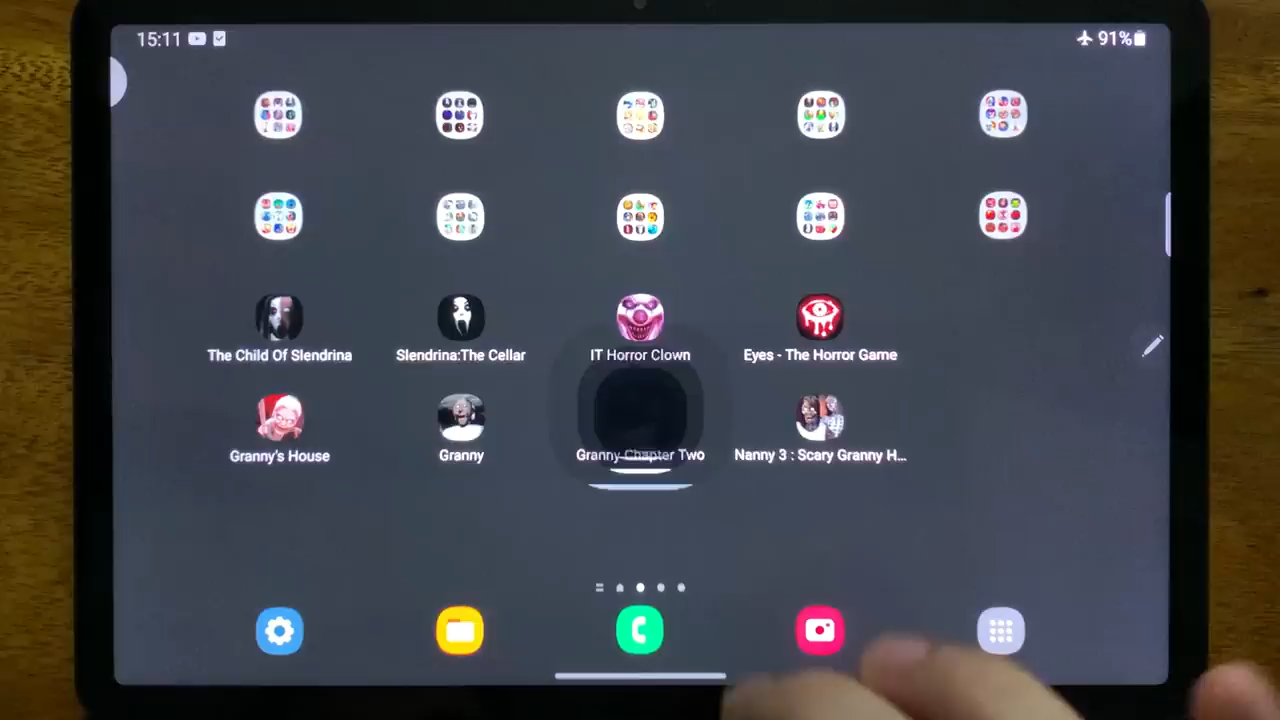 15:11
91%
The Child Of Slendrina
Slendrina:The Cellar
IT Horror Clown
Eyes - The Horror Game
Granny's House
Granny
Granny Chapter Two
Nanny 3 : Scary Granny H...